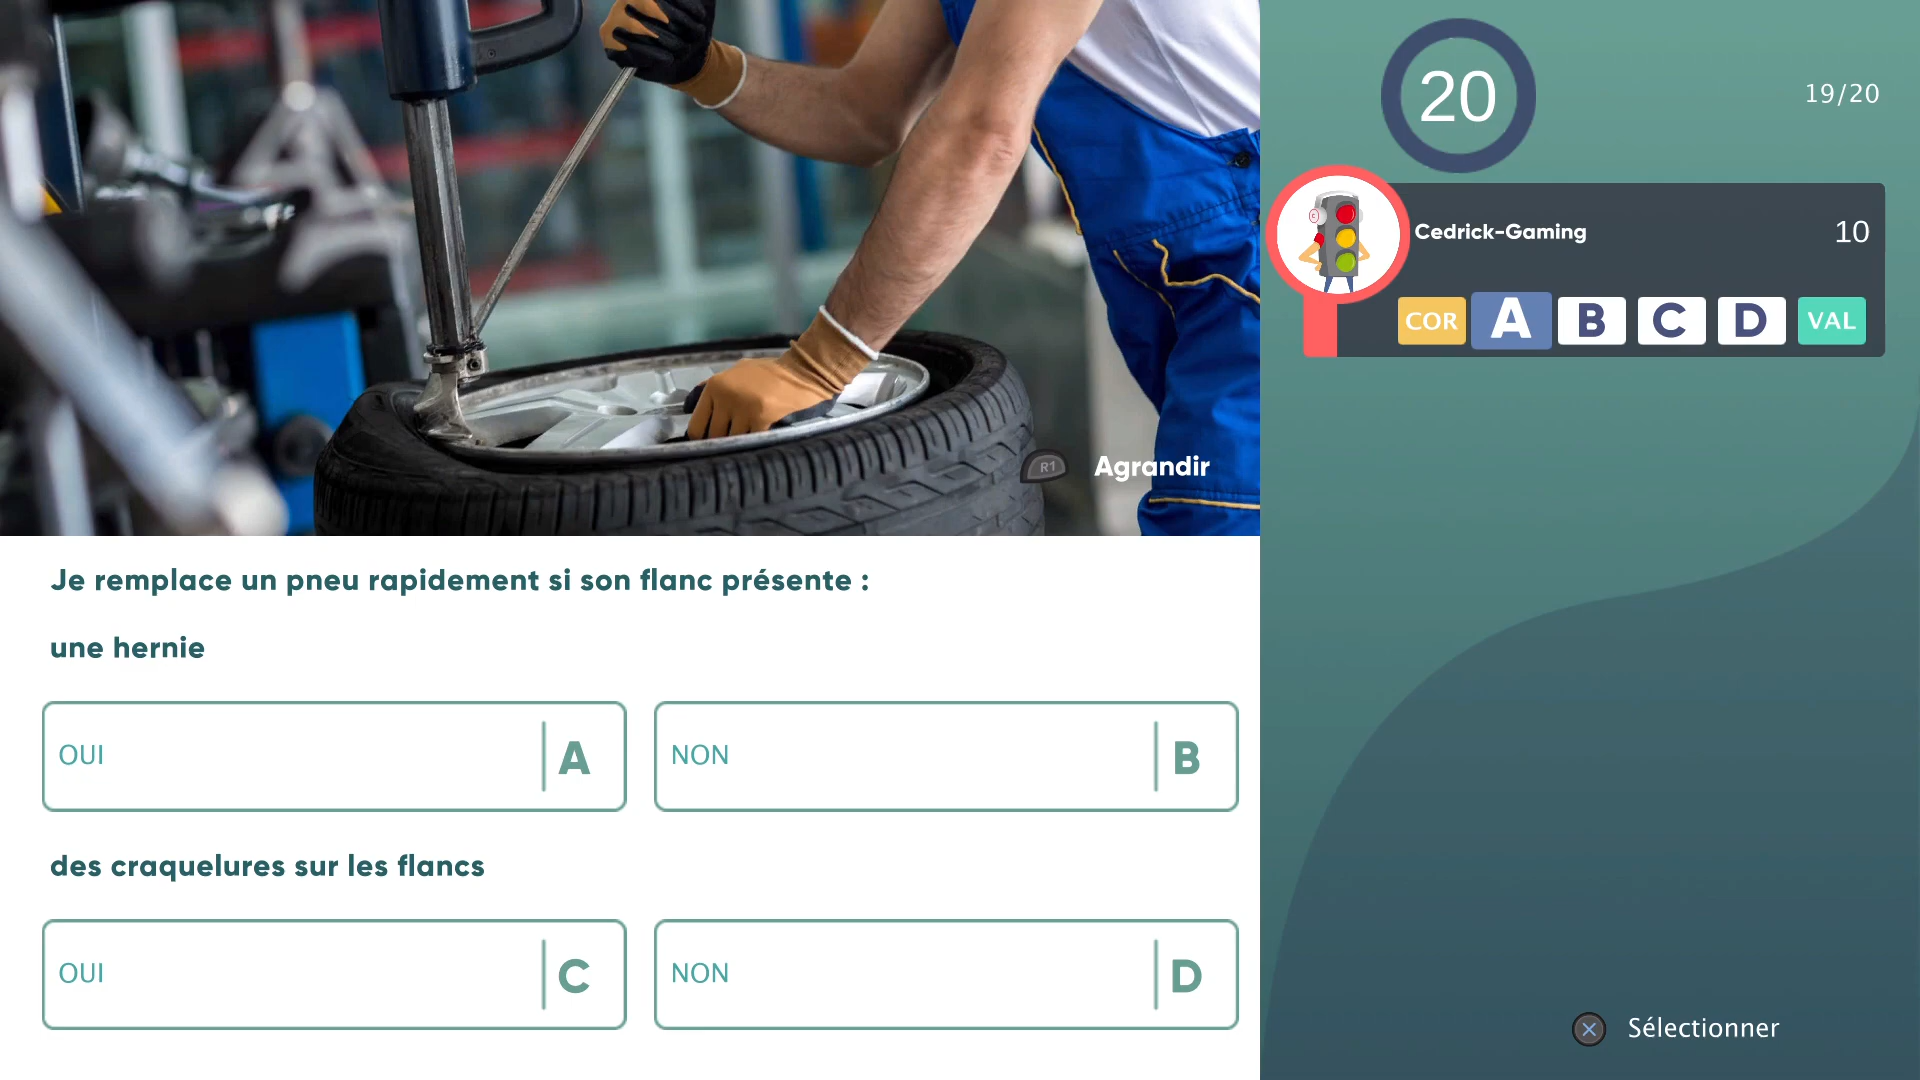 20
19/20
Cedrick-Gaming
10
COR A B C D VAL
R1 Agrandir
Je remplace un pneu rapidement si son flanc présente :
une hernie
OUI A
NON B
des craquelures sur les flancs
OUI C
NON D
Sélectionner